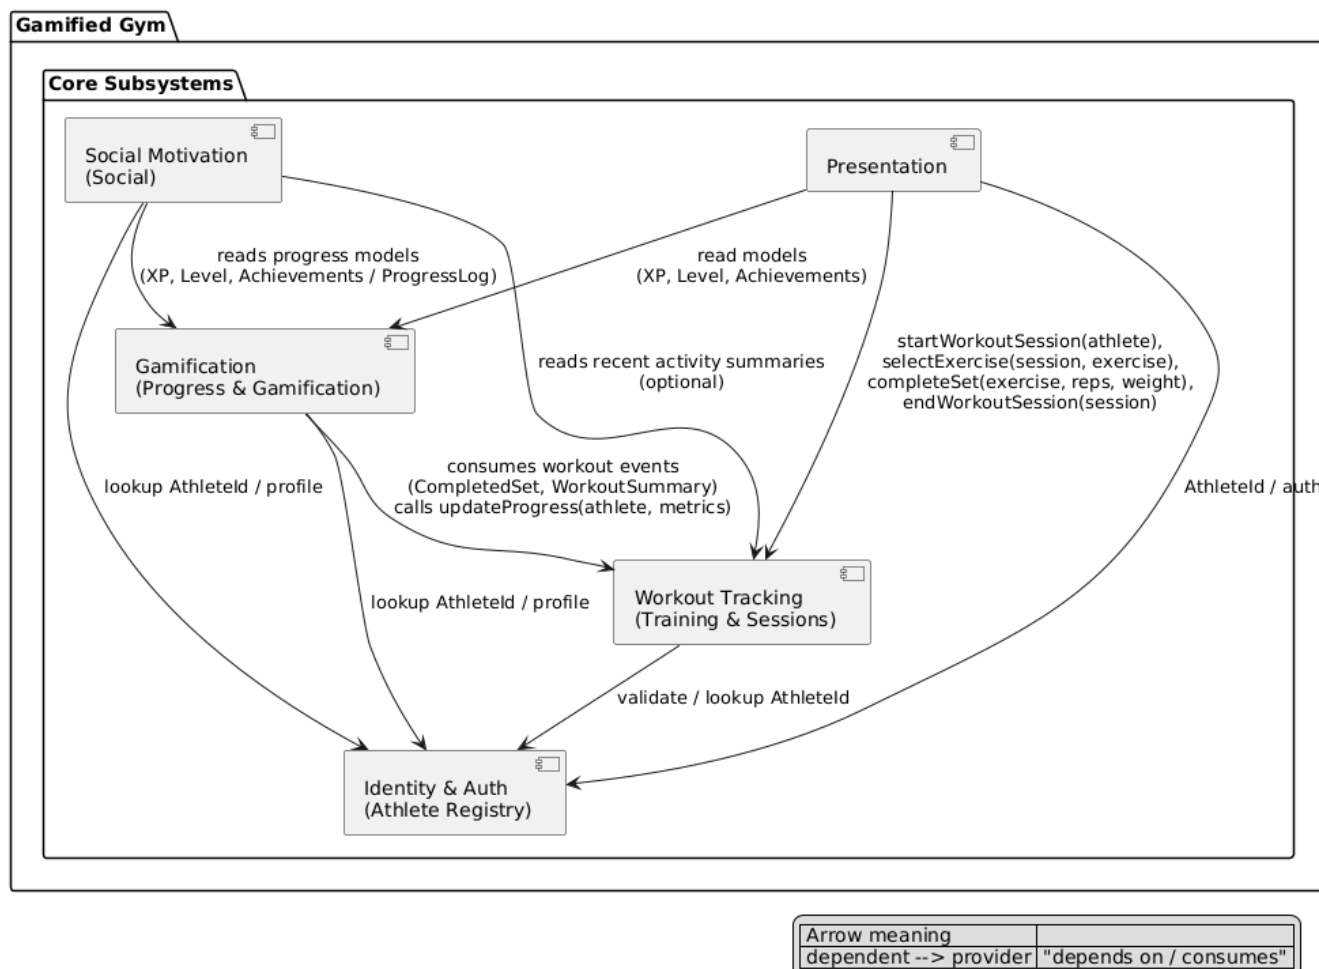 Gamified Gym
Core Subsystems
Social Motivation
(Social)
Presentation
reads progress models
(XP, Level, Achievements / ProgressLog)
read models
(XP, Level, Achievements)
Gamification
(Progress & Gamification)
reads recent activity summaries
(optional)
startWorkoutSession(athlete),
selectExercise(session, exercise),
completeSet(exercise, reps, weight),
endWorkoutSession(session)
lookup AthleteId / profile
consumes workout events
(CompletedSet, WorkoutSummary)
calls updateProgress(athlete, metrics)
AthleteId / auth
lookup AthleteId / profile
Workout Tracking
(Training & Sessions)
validate / lookup AthleteId
Identity & Auth
(Athlete Registry)
Arrow meaning
dependent --> provider "depends on / consumes"